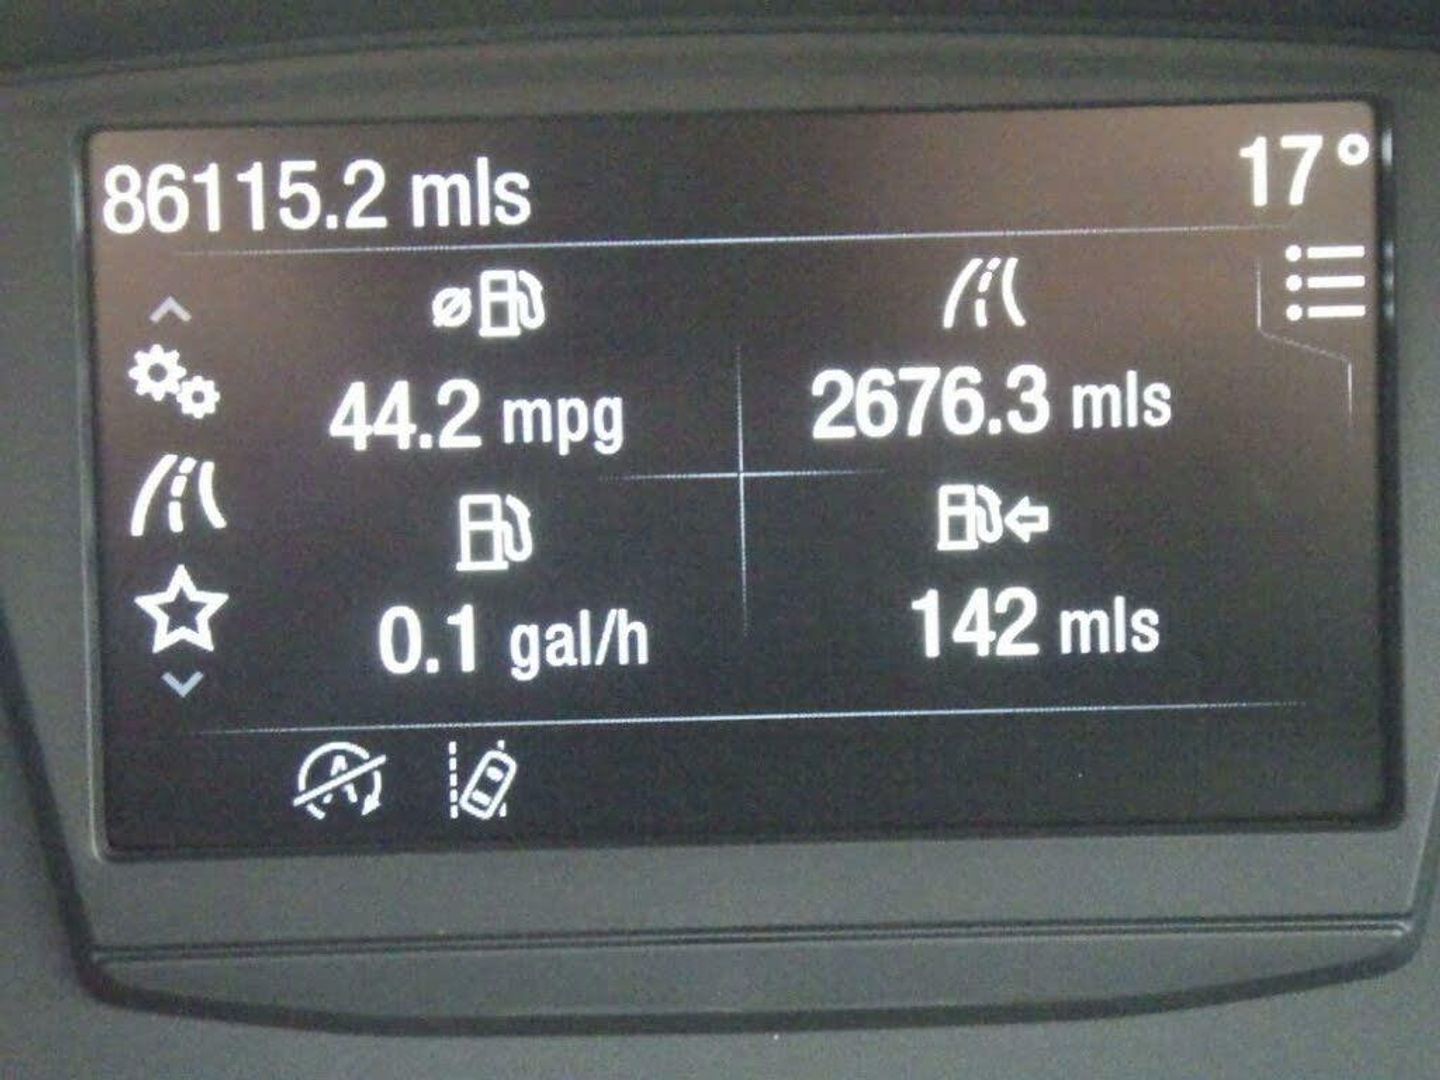 86115.2 mls 17°
44.2 mpg 2676.3 mls
0.1 gal/h 142 mls